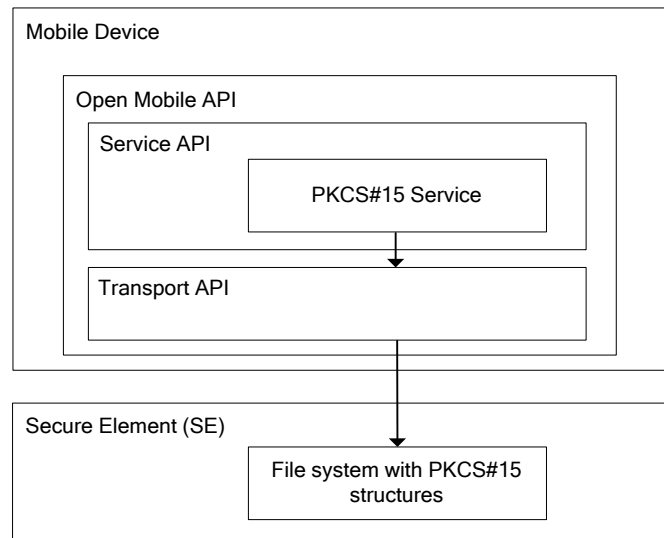 Mobile Device
Open Mobile API
Service API
PKCS#15 Service
Transport API
Secure Element (SE)
File system with PKCS#15
structures